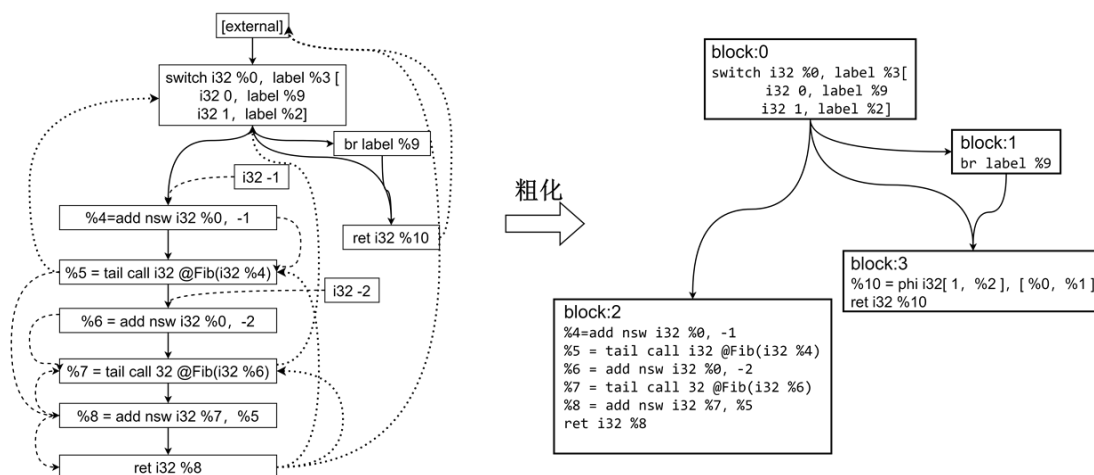 [external]
switch i32 %0, label %3 [
i32 0, label %9
i32 1, label %2]
br label %9
i32 -1
%4=add nsw i32 %0, -1
ret i32 %10
%5 = tail call i32 @Fib(i32 %4)
i32 -2
%6 = add nsw i32 %0, -2
%7 = tail call 32 @Fib(i32 %6)
%8 = add nsw i32 %7, %5
ret i32 %8
粗化
block:0
switch i32 %0, label %3[
i32 0, label %9
i32 1, label %2]
block:1
br label %9
block:3
%10 = phi i32[ 1, %2 ], [ %0, %1]
ret i32 %10
block:2
%4=add nsw i32 %0, -1
%5 = tail call i32 @Fib(i32 %4)
%6 = add nsw i32 %0, -2
%7 = tail call 32 @Fib(i32 %6)
%8 = add nsw i32 %7, %5
ret i32 %8